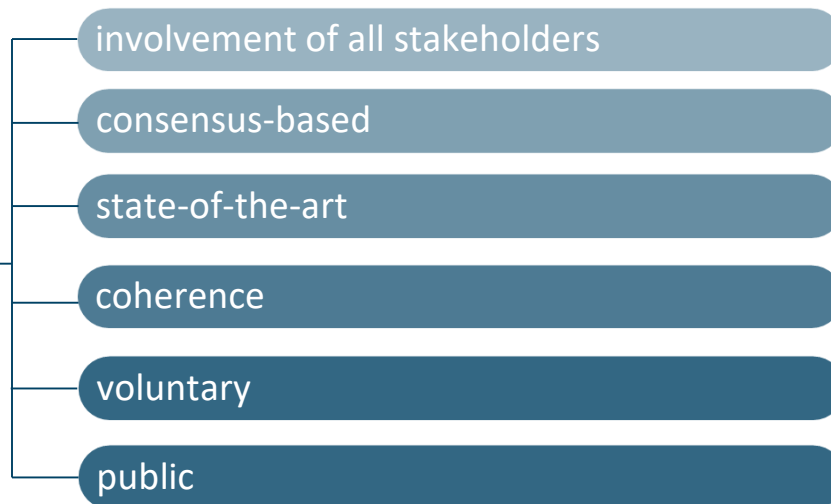 involvement of all stakeholders
consensus-based
state-of-the-art
coherence
voluntary
public